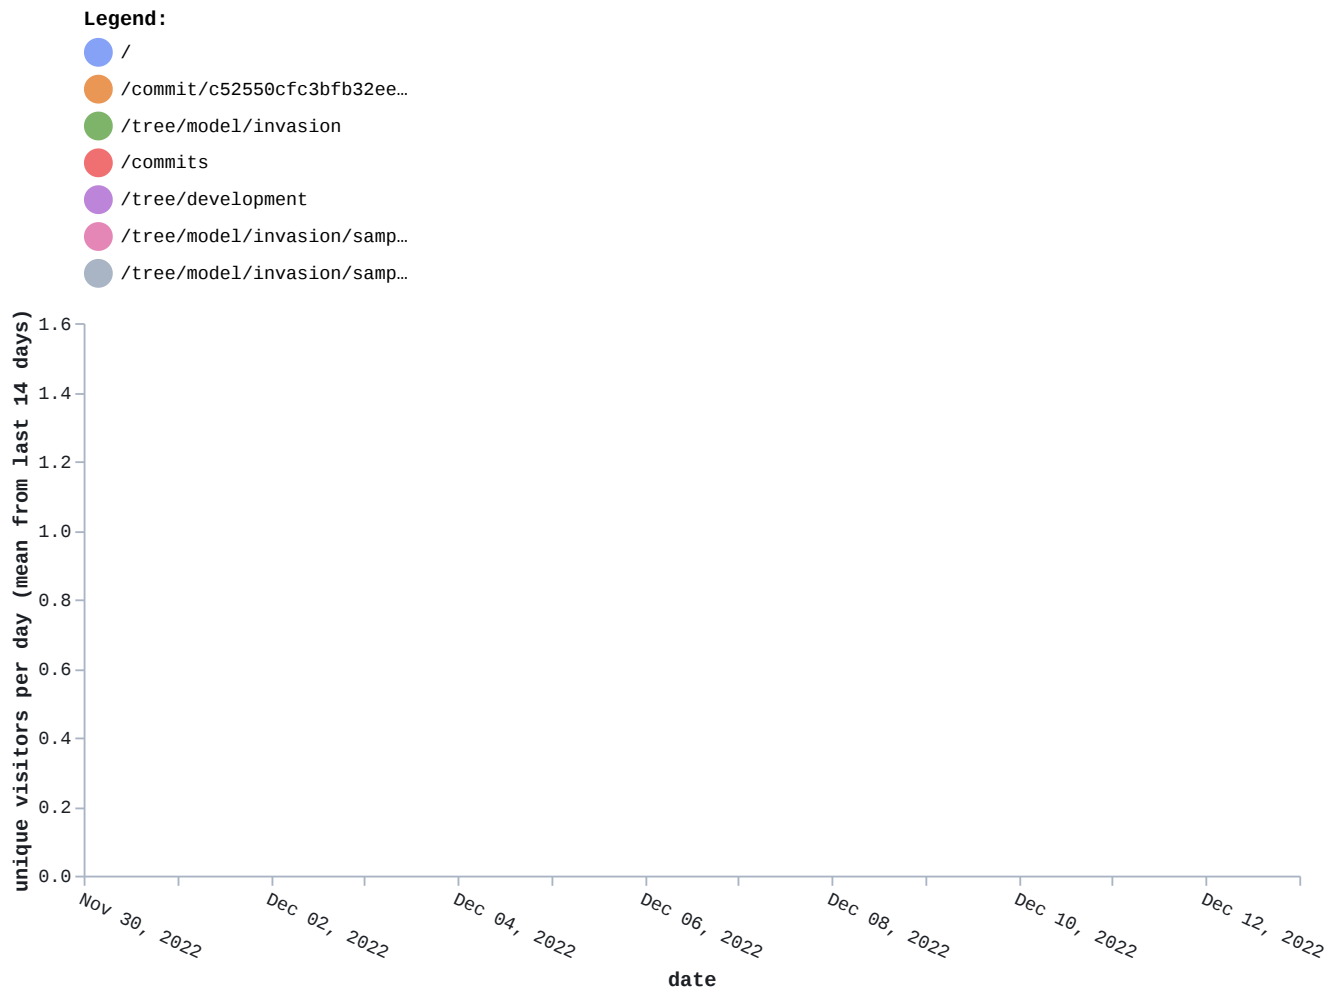 Legend:
/
/commit/c52550cfc3bfb32ee…
/tree/model/invasion
/commits
/tree/development
/tree/model/invasion/samp…
/tree/model/invasion/samp…
unique visitors per day (mean from last 14 days)
1.6
1.4
1.2
1.0
0.8
0.6
0.4
0.2
0.0
Nov 30, 2022
Dec 02, 2022
Dec 04, 2022
Dec 06, 2022
Dec 08, 2022
Dec 10, 2022
Dec 12, 2022
date